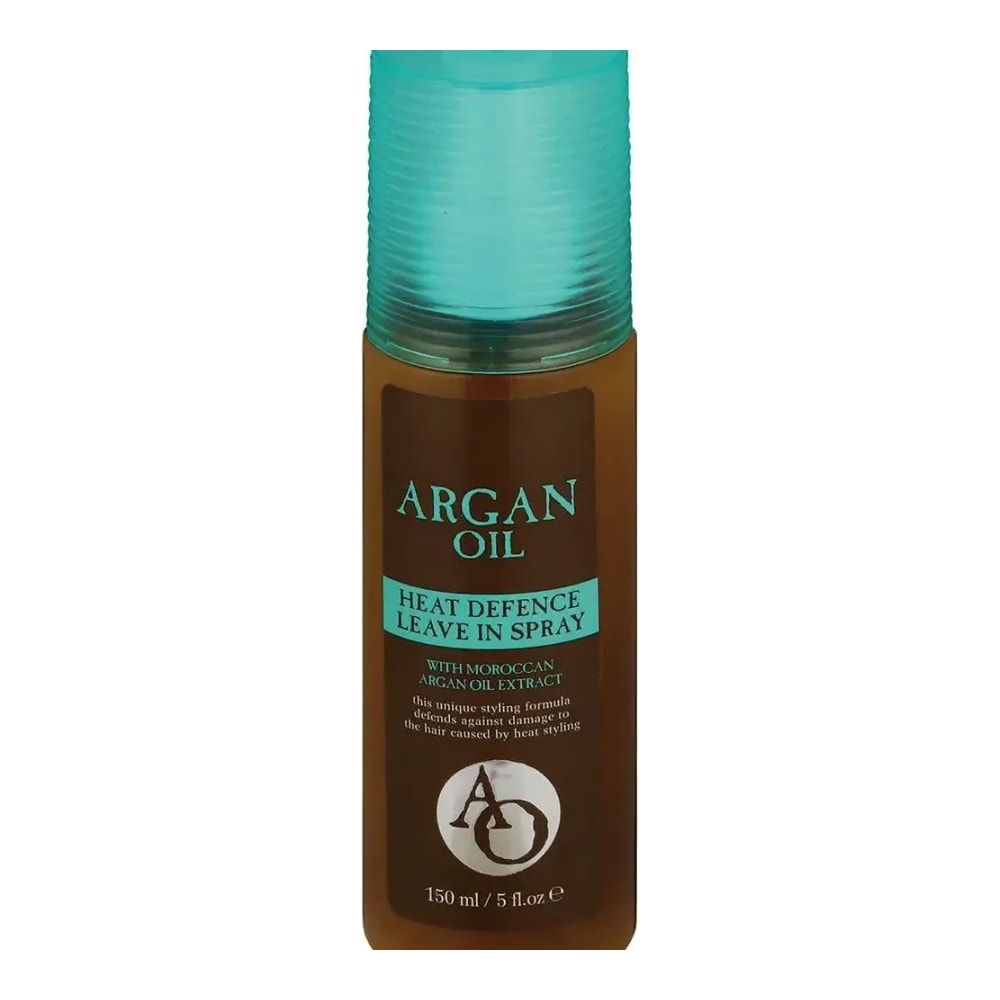 ARGAN
OIL
HEAT DEFENCE
LEAVE IN SPRAY
WITH MOROCCAN
ARGAN OIL EXTRACT
this unique styling formula
defends against damage to
the hair caused by heat styling
AO
150 ml / 5 fl.oz ℮